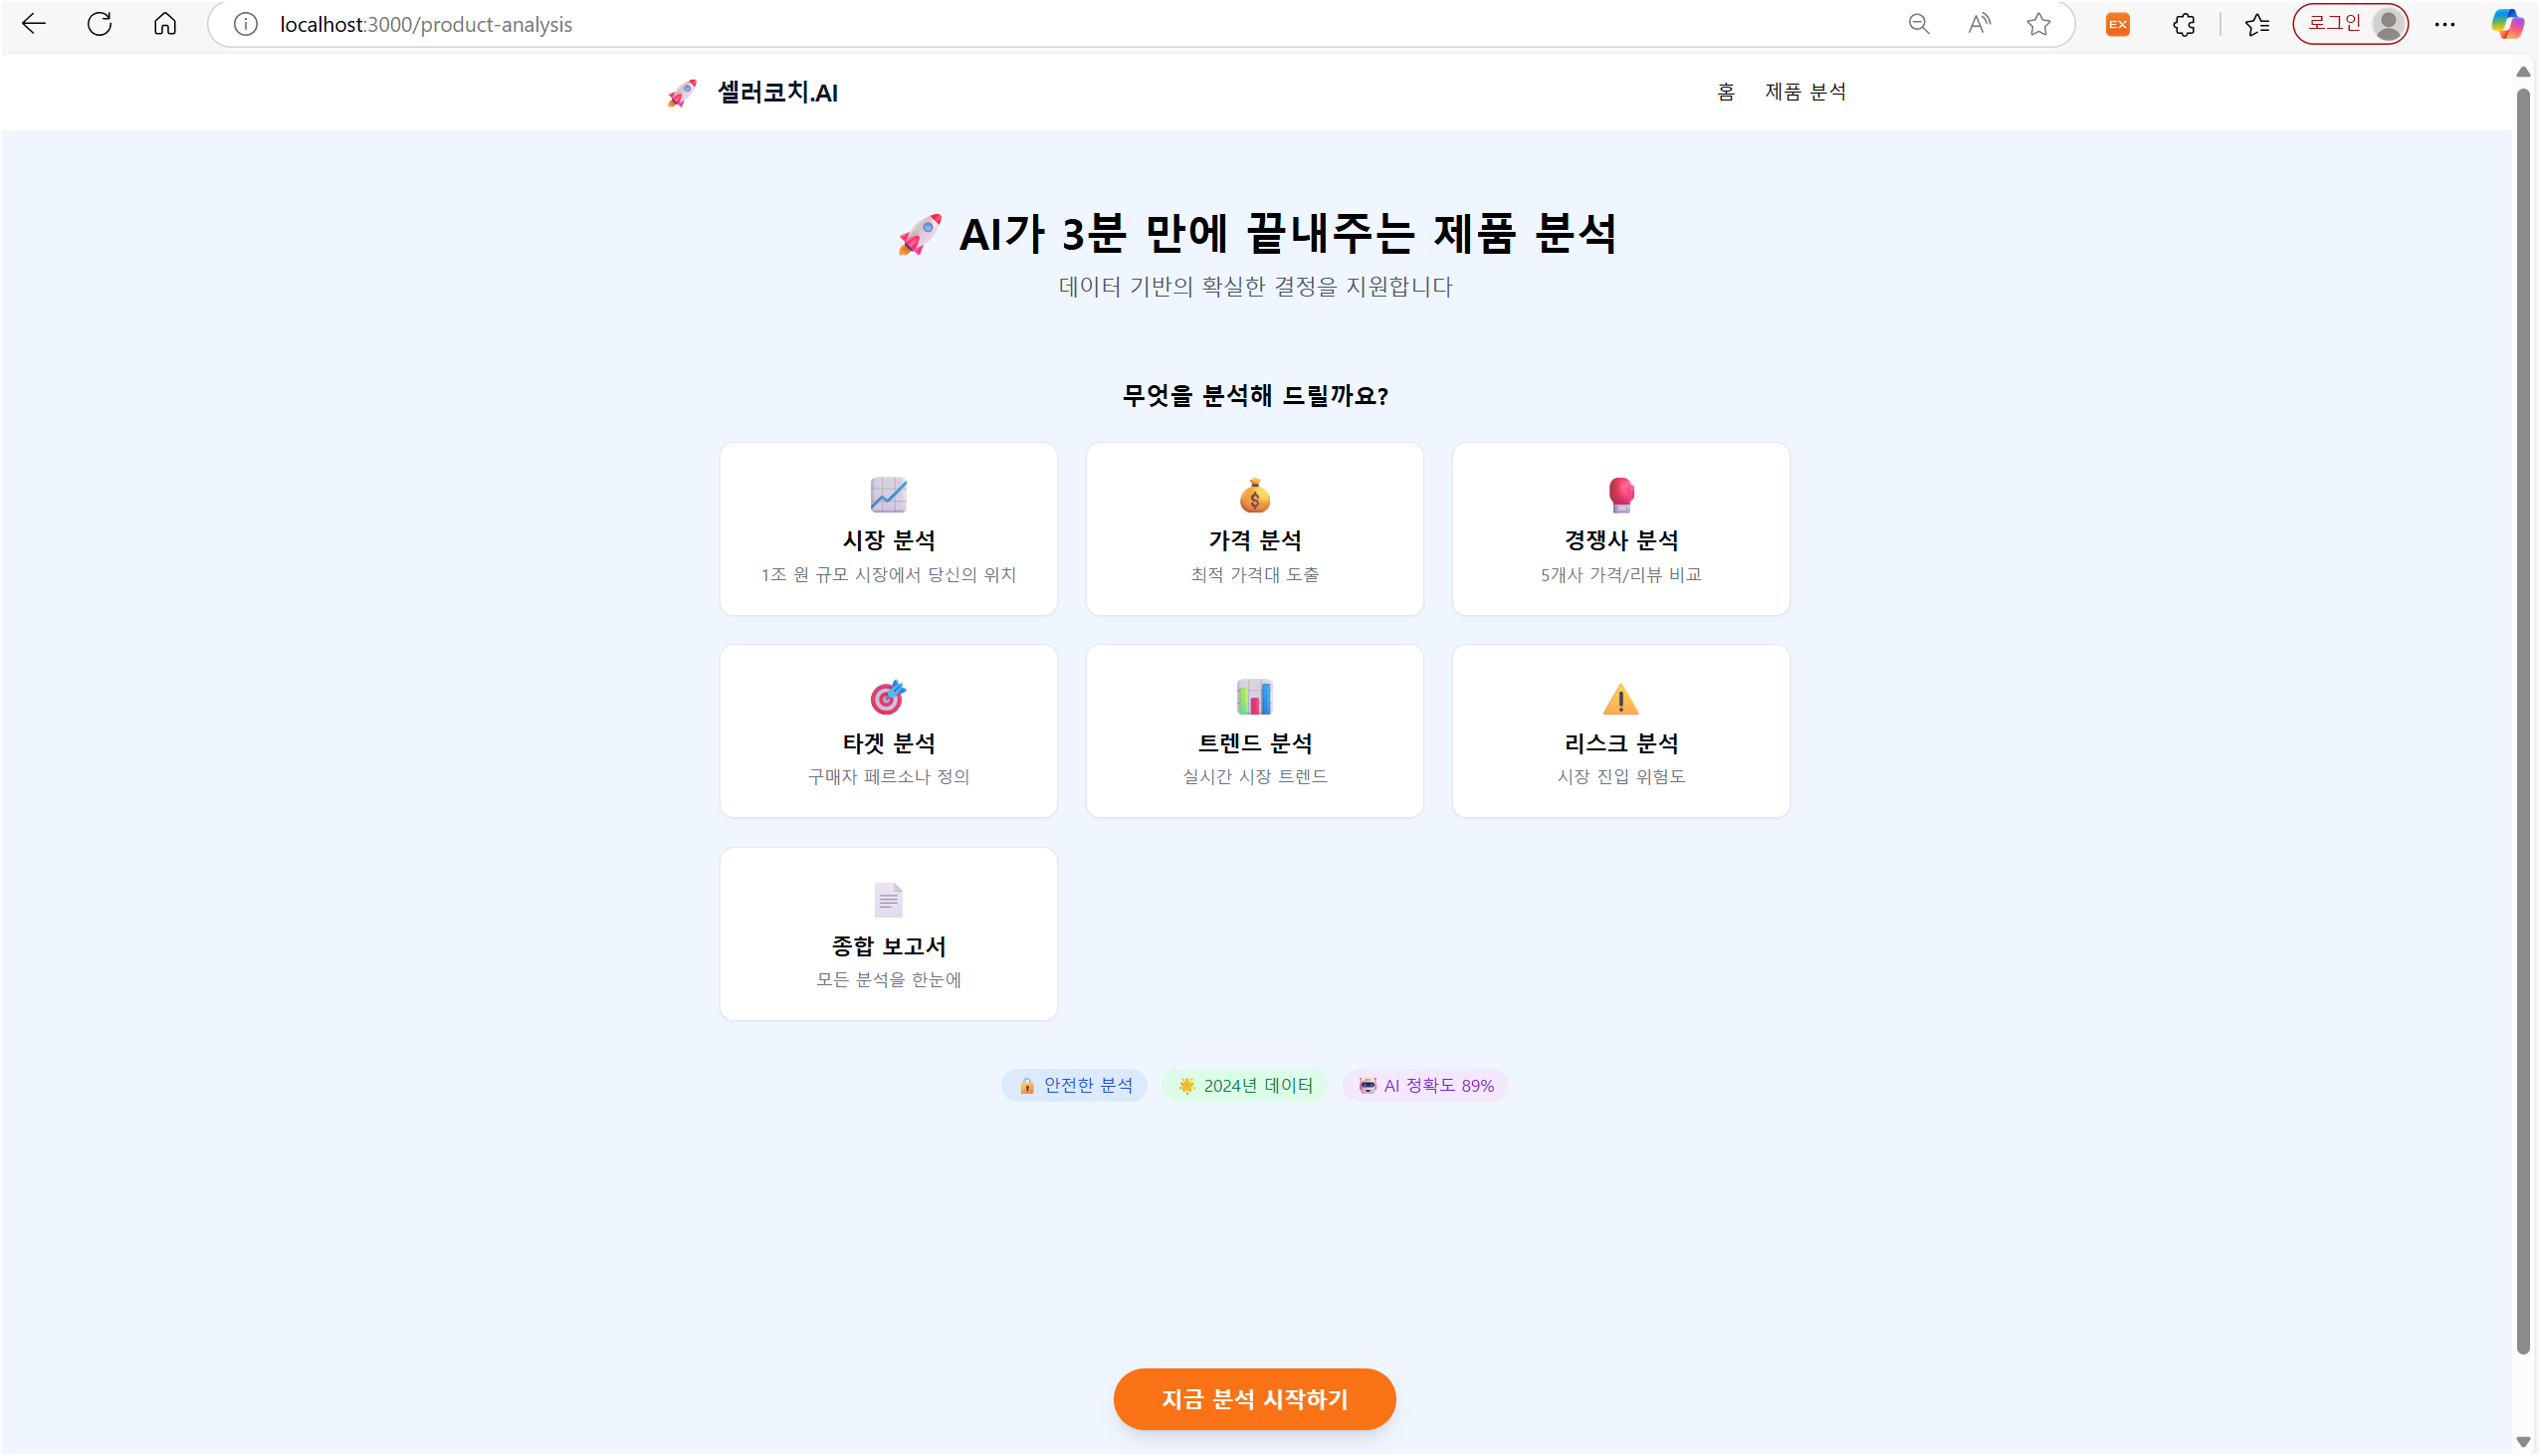 localhost:3000/product-analysis
EX
로그인
셀러코치.AI
홈 제품 분석
AI가 3분 만에 끝내주는 제품 분석
데이터 기반의 확실한 결정을 지원합니다
무엇을 분석해 드릴까요?
시장 분석
1조 원 규모 시장에서 당신의 위치
가격 분석
최적 가격대 도출
경쟁사 분석
5개사 가격/리뷰 비교
타겟 분석
구매자 페르소나 정의
트렌드 분석
실시간 시장 트렌드
리스크 분석
시장 진입 위험도
종합 보고서
모든 분석을 한눈에
안전한 분석
2024년 데이터
AI 정확도 89%
지금 분석 시작하기